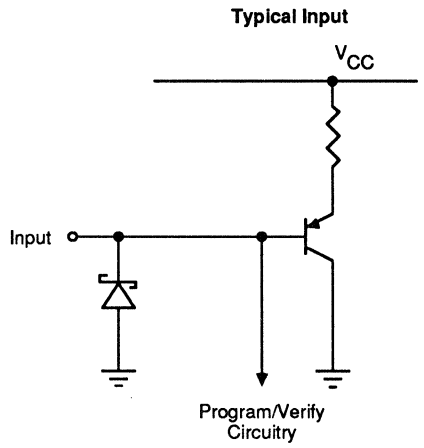 Typical Input
VCC
Input
Program/Verify
Circuitry